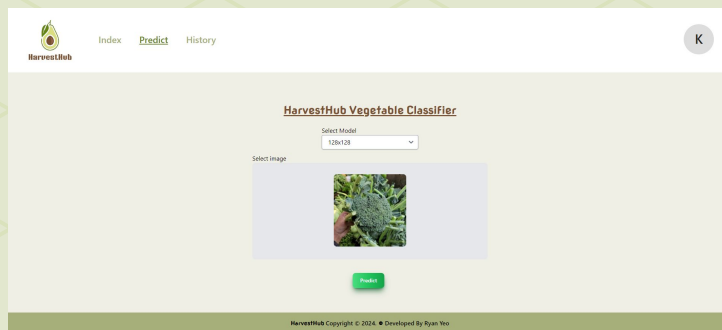 HarvestHub
Index Predict History
K
HarvestHub Vegetable Classifier
Select Model
128x128
Select image
Predict
HarvestHub Copyright © 2024. Developed By Ryan Yeo